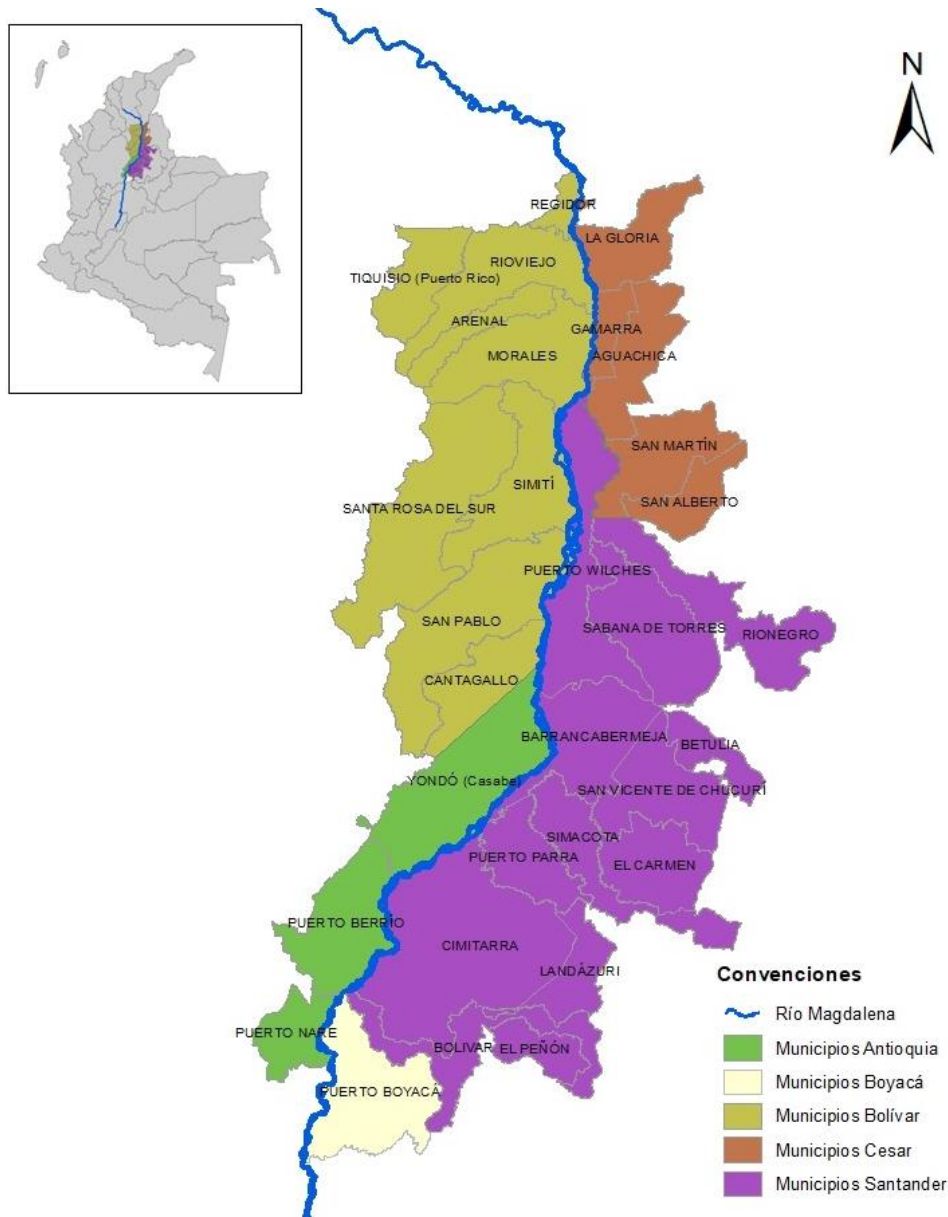 N
REGIDOR
LA GLORIA
RIOVIEJO
TIQUISIO (Puerto Rico)
ARENAL
GAMARRA
MORALES
AGUACHICA
SAN MARTÍN
SIMITÍ
SAN ALBERTO
SANTA ROSA DEL SUR
PUERTO WILCHES
SAN PABLO
SABANA DE TORRES
RIONEGRO
CANTAGALLO
BARRANCABERMEJA
BETULIA
YONDÓ (Casabe)
SAN VICENTE DE CHUCURÍ
SIMACOTA
PUERTO PARRA
EL CARMEN
PUERTO BERRÍO
CIMITARRA
LANDÁZURI
PUERTO NARE
BOLIVAR
EL PEÑÓN
PUERTO BOYACÁ
Convenciones
Río Magdalena
Municipios Antioquia
Municipios Boyacá
Municipios Bolívar
Municipios Cesar
Municipios Santander